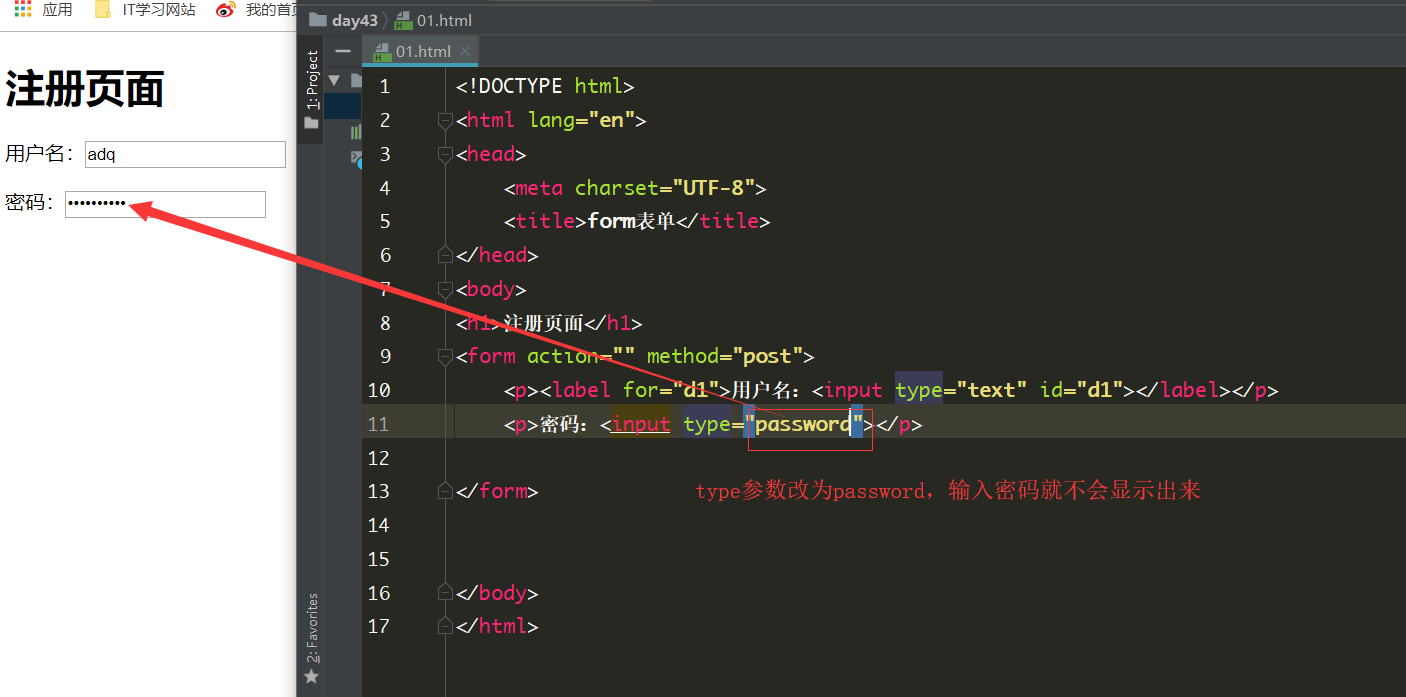 应用 IT学习网站 我的首页
注册页面
用户名： adq
密码： ••••••••••
day43 01.html
01.html
1: Project
2: Favorites
1 <!DOCTYPE html>
2 <html lang="en">
3 <head>
4 <meta charset="UTF-8">
5 <title>form表单</title>
6 </head>
7 <body>
8 <h1>注册页面</h1>
9 <form action="" method="post">
10 <p><label for="d1">用户名：<input type="text" id="d1"></label></p>
11 <p>密码：<input type="password"></p>
12
13 </form>
type参数改为password，输入密码就不会显示出来
14
15
16 </body>
17 </html>